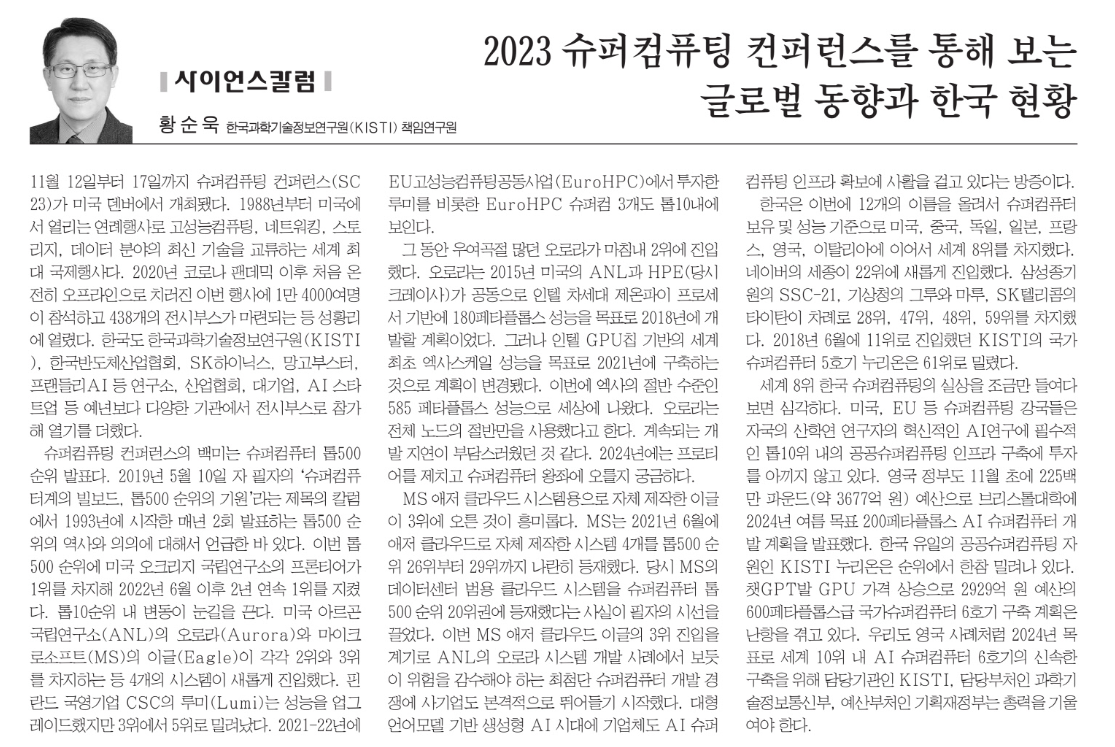 2023 슈퍼컴퓨팅 컨퍼런스를 통해 보는
글로벌 동향과 한국 현황
사이언스칼럼
황순욱 한국과학기술정보연구원(KISTI) 책임연구원
11월 12일부터 17일까지 슈퍼컴퓨팅 컨퍼런스(SC
23)가 미국 덴버에서 개최됐다. 1988년부터 미국에
서 열리는 연례행사로 고성능컴퓨팅, 네트워킹, 스토
리지, 데이터 분야의 최신 기술을 교류하는 세계 최
대 국제행사다. 2020년 코로나 팬데믹 이후 처음 온
전히 오프라인으로 치러진 이번 행사에 1만 4000여명
이 참석하고 438개의 전시부스가 마련되는 등 성황리
에 열렸다. 한국도 한국과학기술정보연구원(KISTI
), 한국반도체산업협회, SK하이닉스, 망고부스터,
프랜들리AI 등 연구소, 산업협회, 대기업, AI 스타
트업 등 예년보다 다양한 기관에서 전시부스로 참가
해 열기를 더했다.
슈퍼컴퓨팅 컨퍼런스의 백미는 슈퍼컴퓨터 톱500
순위 발표다. 2019년 5월 10일 자 필자의 ‘슈퍼컴퓨
터계의 빌보드, 톱500 순위의 기원’라는 제목의 칼럼
에서 1993년에 시작한 매년 2회 발표하는 톱500 순
위의 역사와 의의에 대해서 언급한 바 있다. 이번 톱
500 순위에 미국 오크리지 국립연구소의 프론티어가
1위를 차지해 2022년 6월 이후 2년 연속 1위를 지켰
다. 톱10순위 내 변동이 눈길을 끈다. 미국 아르곤
국립연구소(ANL)의 오로라(Aurora)와 마이크
로소프트(MS)의 이글(Eagle)이 각각 2위와 3위
를 차지하는 등 4개의 시스템이 새롭게 진입했다. 핀
란드 국영기업 CSC의 루미(Lumi)는 성능을 업그
레이드했지만 3위에서 5위로 밀려났다. 2021-22년에
EU고성능컴퓨팅공동사업(EuroHPC)에서 투자한
루미를 비롯한 EuroHPC 슈퍼컴 3개도 톱10내에
보인다.
그 동안 우여곡절 많던 오로라가 마침내 2위에 진입
했다. 오로라는 2015년 미국의 ANL과 HPE(당시
크레이사)가 공동으로 인텔 차세대 제온파이 프로세
서 기반에 180페타플롭스 성능을 목표로 2018년에 개
발할 계획이었다. 그러나 인텔 GPU칩 기반의 세계
최초 엑사스케일 성능을 목표로 2021년에 구축하는
것으로 계획이 변경됐다. 이번에 엑사의 절반 수준인
585 페타플롭스 성능으로 세상에 나왔다. 오로라는
전체 노드의 절반만을 사용했다고 한다. 계속되는 개
발 지연이 부담스러웠던 것 같다. 2024년에는 프로티
어를 제치고 슈퍼컴퓨터 왕좌에 오를지 궁금하다.
MS 애저 클라우드 시스템용으로 자체 제작한 이글
이 3위에 오른 것이 흥미롭다. MS는 2021년 6월에
애저 클라우드로 자체 제작한 시스템 4개를 톱500 순
위 26위부터 29위까지 나란히 등재했다. 당시 MS의
데이터센터 범용 클라우드 시스템을 슈퍼컴퓨터 톱
500 순위 20위권에 등재했다는 사실이 필자의 시선을
끌었다. 이번 MS 애저 클라우드 이글의 3위 진입을
계기로 ANL의 오로라 시스템 개발 사례에서 보듯
이 위험을 감수해야 하는 최첨단 슈퍼컴퓨터 개발 경
쟁에 사기업도 본격적으로 뛰어들기 시작했다. 대형
언어모델 기반 생성형 AI 시대에 기업체도 AI 슈퍼
컴퓨팅 인프라 확보에 사활을 걸고 있다는 방증이다.
한국은 이번에 12개의 이름을 올려서 슈퍼컴퓨터
보유 및 성능 기준으로 미국, 중국, 독일, 일본, 프랑
스, 영국, 이탈리아에 이어서 세계 8위를 차지했다.
네이버의 세종이 22위에 새롭게 진입했다. 삼성종기
원의 SSC-21, 기상청의 그루와 마루, SK텔리콤의
타이탄이 차례로 28위, 47위, 48위, 59위를 차지했
다. 2018년 6월에 11위로 진입했던 KISTI의 국가
슈퍼컴퓨터 5호기 누리온은 61위로 밀렸다.
세계 8위 한국 슈퍼컴퓨팅의 실상을 조금만 들여다
보면 심각하다. 미국, EU 등 슈퍼컴퓨팅 강국들은
자국의 산학연 연구자의 혁신적인 AI연구에 필수적
인 톱10위 내의 공공슈퍼컴퓨팅 인프라 구축에 투자
를 아끼지 않고 있다. 영국 정부도 11월 초에 225백
만 파운드(약 3677억 원) 예산으로 브리스톨대학에
2024년 여름 목표 200페타플롭스 AI 슈퍼컴퓨터 개
발 계획을 발표했다. 한국 유일의 공공슈퍼컴퓨팅 자
원인 KISTI 누리온은 순위에서 한참 밀려나 있다.
챗GPT발 GPU 가격 상승으로 2929억 원 예산의
600페타플롭스급 국가슈퍼컴퓨터 6호기 구축 계획은
난항을 겪고 있다. 우리도 영국 사례처럼 2024년 목
표로 세계 10위 내 AI 슈퍼컴퓨터 6호기의 신속한
구축을 위해 담당기관인 KISTI, 담당부처인 과학기
술정보통신부, 예산부처인 기획재정부는 총력을 기울
여야 한다.